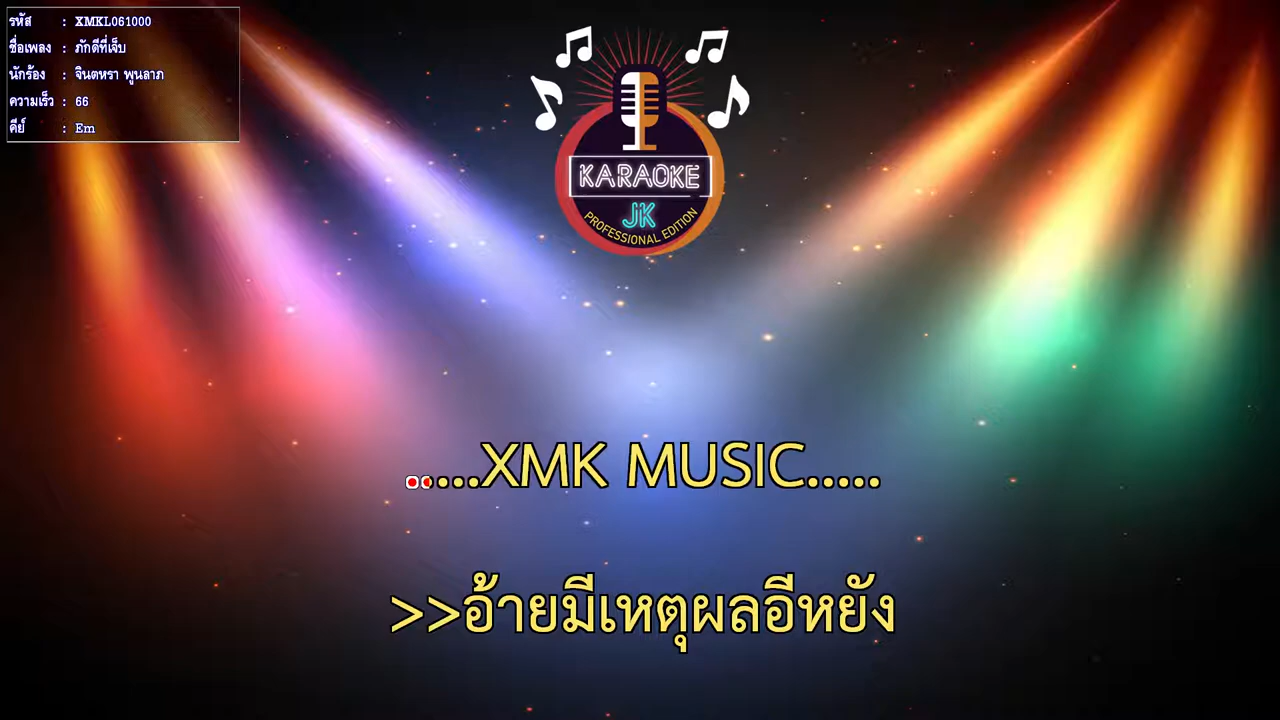 รหัส : XMKL061000
ชื่อเพลง : ภักดีที่เจ็บ
นักร้อง : จินตหรา พูนลาภ
ความเร็ว : 66
คีย์ : Em
KARAOKE
JK
PROFESSIONAL EDITION
.....XMK MUSIC.....
>>อ้ายมีเหตุผลอีหยัง